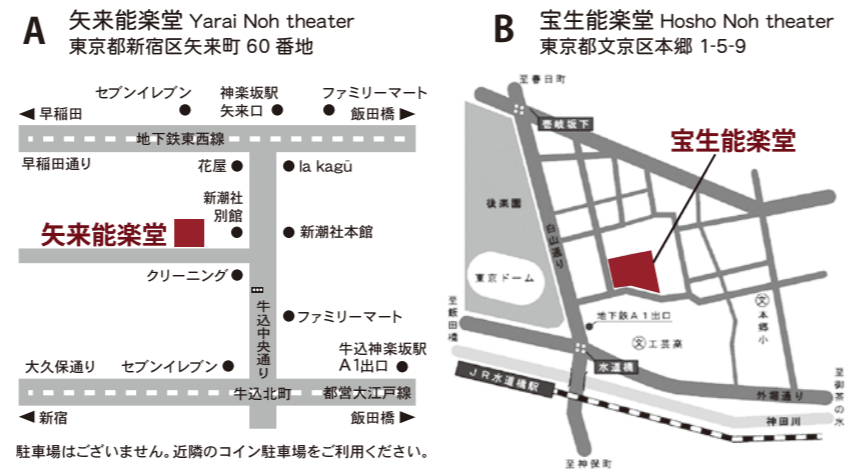 A
矢来能楽堂 Yarai Noh theater
東京都新宿区矢来町 60 番地
セブンイレブン
神楽坂駅
矢来口
ファミリーマート
◀ 早稲田
飯田橋 ▶
地下鉄東西線
早稲田通り
花屋
la kagū
新潮社
別館
矢来能楽堂
新潮社本館
クリーニング
牛込中央通り
ファミリーマート
大久保通り
セブンイレブン
牛込神楽坂駅
A1出口
牛込北町
都営大江戸線
◀ 新宿
飯田橋 ▶
駐車場はございません。近隣のコイン駐車場をご利用ください。
B
宝生能楽堂 Hosho Noh theater
東京都文京区本郷 1-5-9
至春日町
壱岐坂下
宝生能楽堂
後楽園
白山通り
東京ドーム
至飯田橋
地下鉄A1出口
文 本郷小
文 工芸高
水道橋
JR水道橋駅
外堀通り
至御茶の水
神田川
至神保町